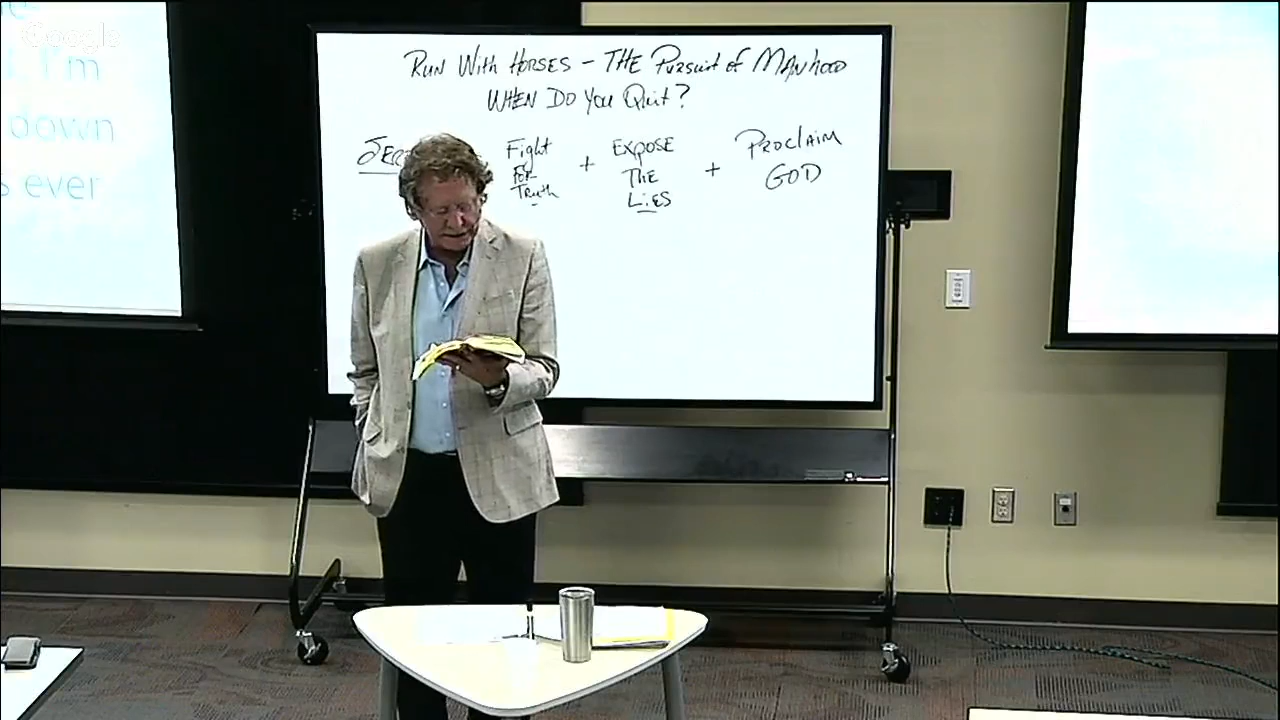 Google
I'm
down
ever
RUN WITH HORSES - THE PURSUIT OF MANHOOD
WHEN DO YOU QUIT?
Fight + EXPOSE + PROCLAIM
FOR THE GOD
Truth LIES